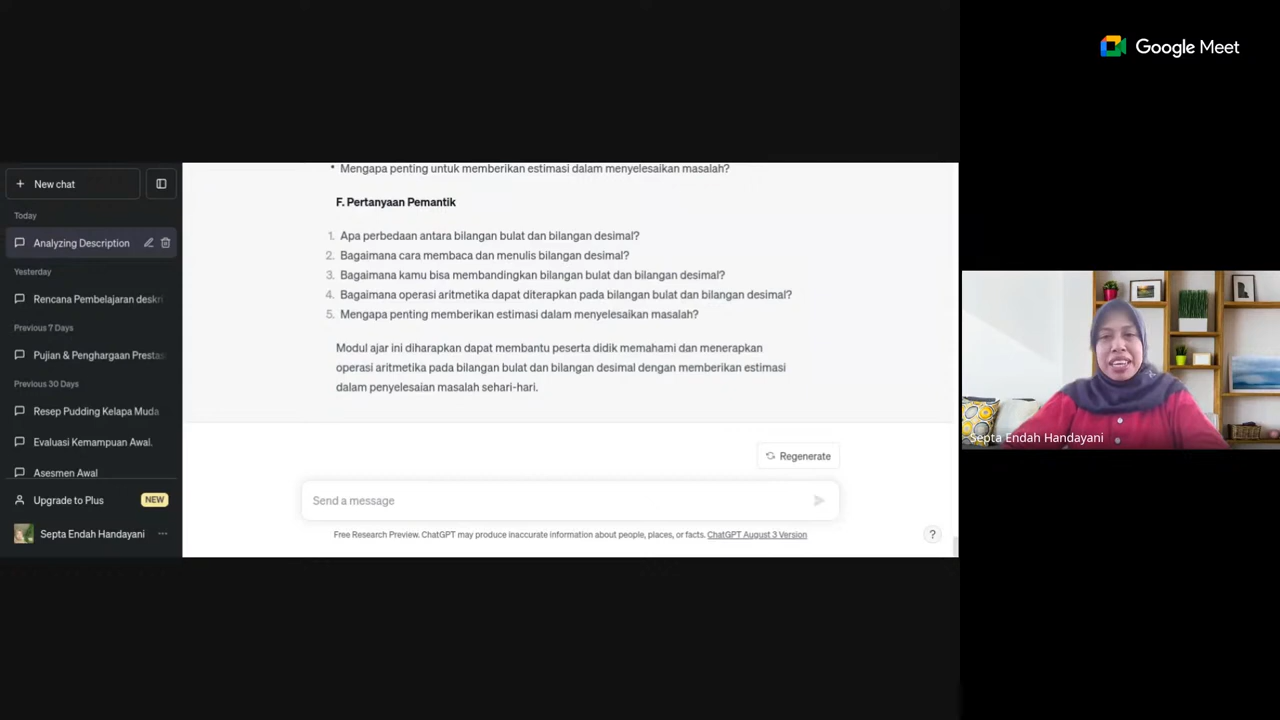 Google Meet
New chat
Today
Analyzing Description
Yesterday
Rencana Pembelajaran deskri
Previous 7 Days
Pujian & Penghargaan Prestas
Previous 30 Days
Resep Pudding Kelapa Muda
Evaluasi Kemampuan Awal.
Asesmen Awal
Upgrade to Plus NEW
Septa Endah Handayani
• Mengapa penting untuk memberikan estimasi dalam menyelesaikan masalah?
F. Pertanyaan Pemantik
1. Apa perbedaan antara bilangan bulat dan bilangan desimal?
2. Bagaimana cara membaca dan menulis bilangan desimal?
3. Bagaimana kamu bisa membandingkan bilangan bulat dan bilangan desimal?
4. Bagaimana operasi aritmetika dapat diterapkan pada bilangan bulat dan bilangan desimal?
5. Mengapa penting memberikan estimasi dalam menyelesaikan masalah?
Modul ajar ini diharapkan dapat membantu peserta didik memahami dan menerapkan
operasi aritmetika pada bilangan bulat dan bilangan desimal dengan memberikan estimasi
dalam penyelesaian masalah sehari-hari.
Regenerate
Send a message
Free Research Preview. ChatGPT may produce inaccurate information about people, places, or facts. ChatGPT August 3 Version
?
Septa Endah Handayani